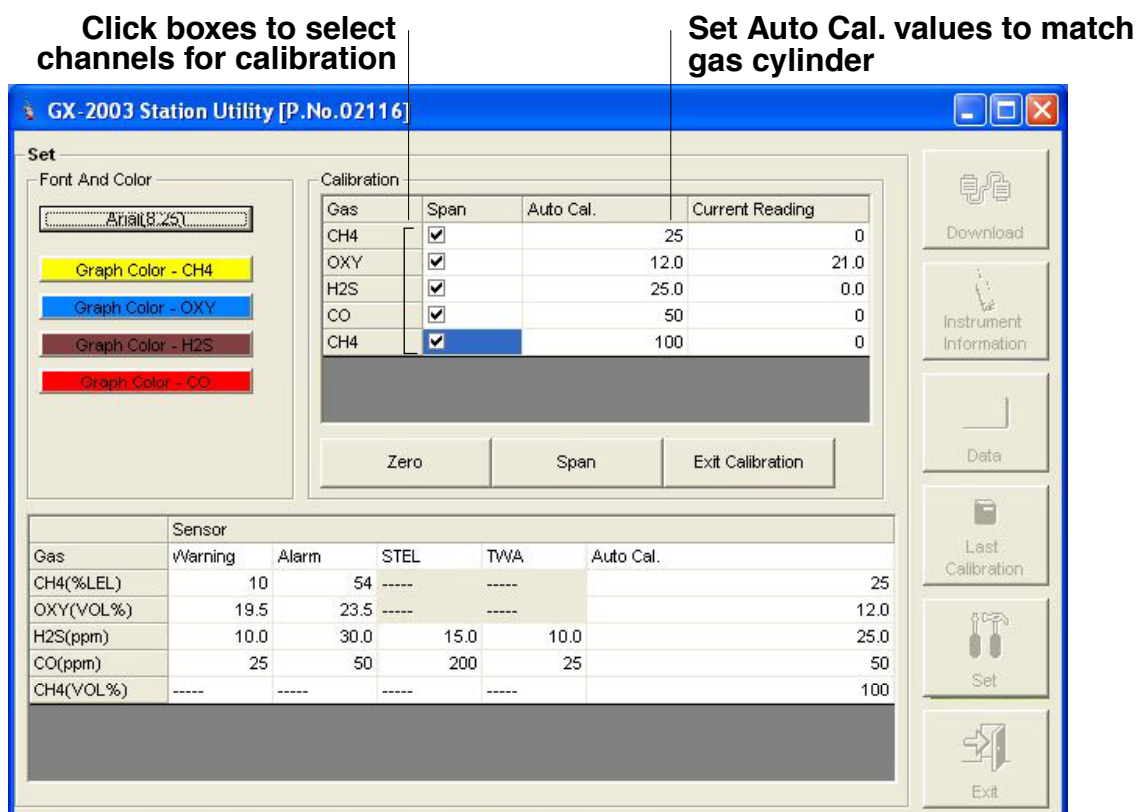 Click boxes to select
channels for calibration
Set Auto Cal. values to match
gas cylinder
GX-2003 Station Utility [P.No.02116]
Set
Font And Color
Arial(8.25)
Graph Color - CH4
Graph Color - OXY
Graph Color - H2S
Graph Color - CO
Calibration
Gas Span Auto Cal. Current Reading
CH4 25 0
OXY 12.0 21.0
H2S 25.0 0.0
CO 50 0
CH4 100 0
Zero Span Exit Calibration
Sensor
Gas Warning Alarm STEL TWA Auto Cal.
CH4(%LEL) 10 54 ----- ----- 25
OXY(VOL%) 19.5 23.5 ----- ----- 12.0
H2S(ppm) 10.0 30.0 15.0 10.0 25.0
CO(ppm) 25 50 200 25 50
CH4(VOL%) ----- ----- ----- ----- 100
Download
Instrument
Information
Data
Last
Calibration
Set
Exit